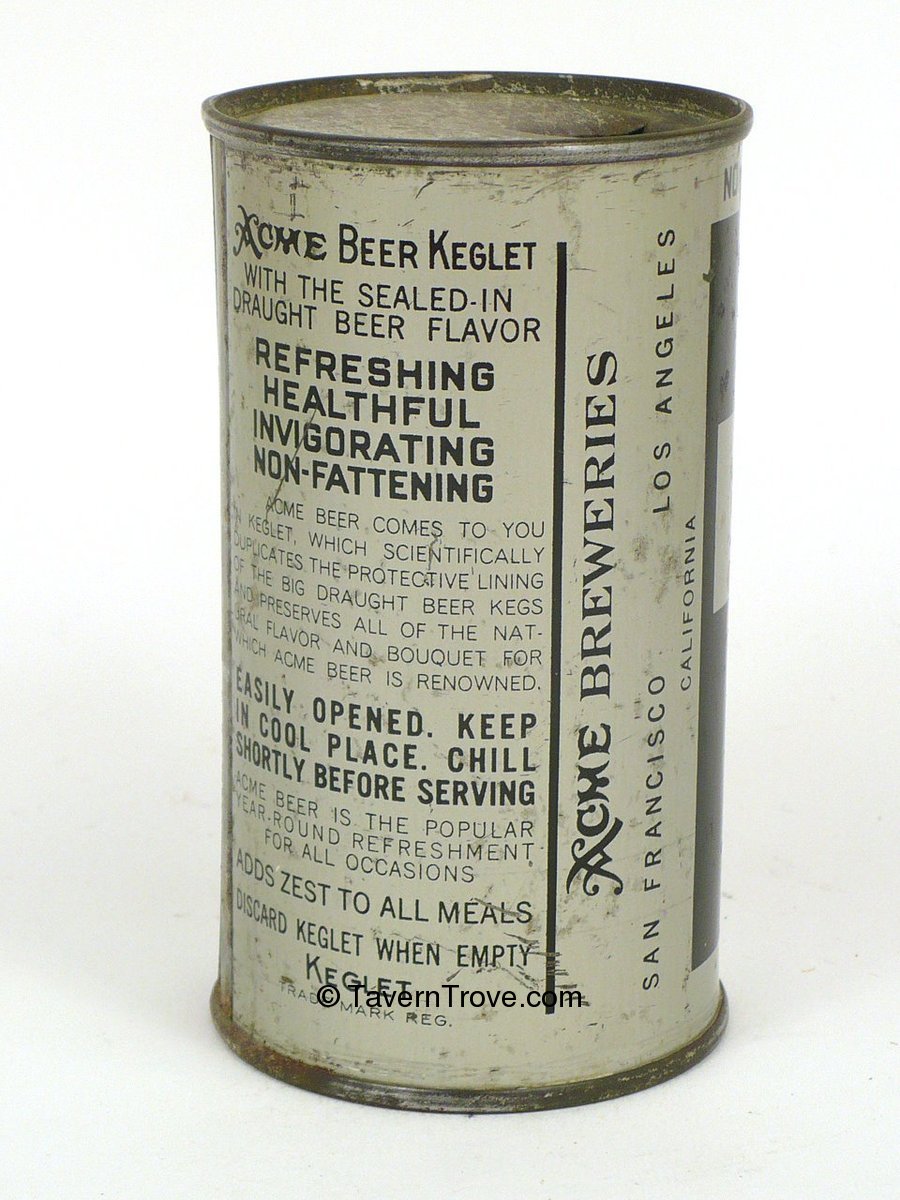 ACME BEER KEGLET
WITH THE SEALED-IN
DRAUGHT BEER FLAVOR
REFRESHING
HEALTHFUL
INVIGORATING
NON-FATTENING
ACME BEER COMES TO YOU
IN KEGLET, WHICH SCIENTIFICALLY
DUPLICATES THE PROTECTIVE LINING
OF THE BIG DRAUGHT BEER KEGS
AND PRESERVES ALL OF THE NAT-
URAL FLAVOR AND BOUQUET FOR
WHICH ACME BEER IS RENOWNED.
EASILY OPENED. KEEP
IN COOL PLACE. CHILL
SHORTLY BEFORE SERVING
ACME BEER IS THE POPULAR
YEAR-ROUND REFRESHMENT
FOR ALL OCCASIONS
ADDS ZEST TO ALL MEALS
DISCARD KEGLET WHEN EMPTY
KEGLET
TRADE MARK REG.
© TavernTrove.com
ACME BREWERIES
SAN FRANCISCO LOS ANGELES
CALIFORNIA